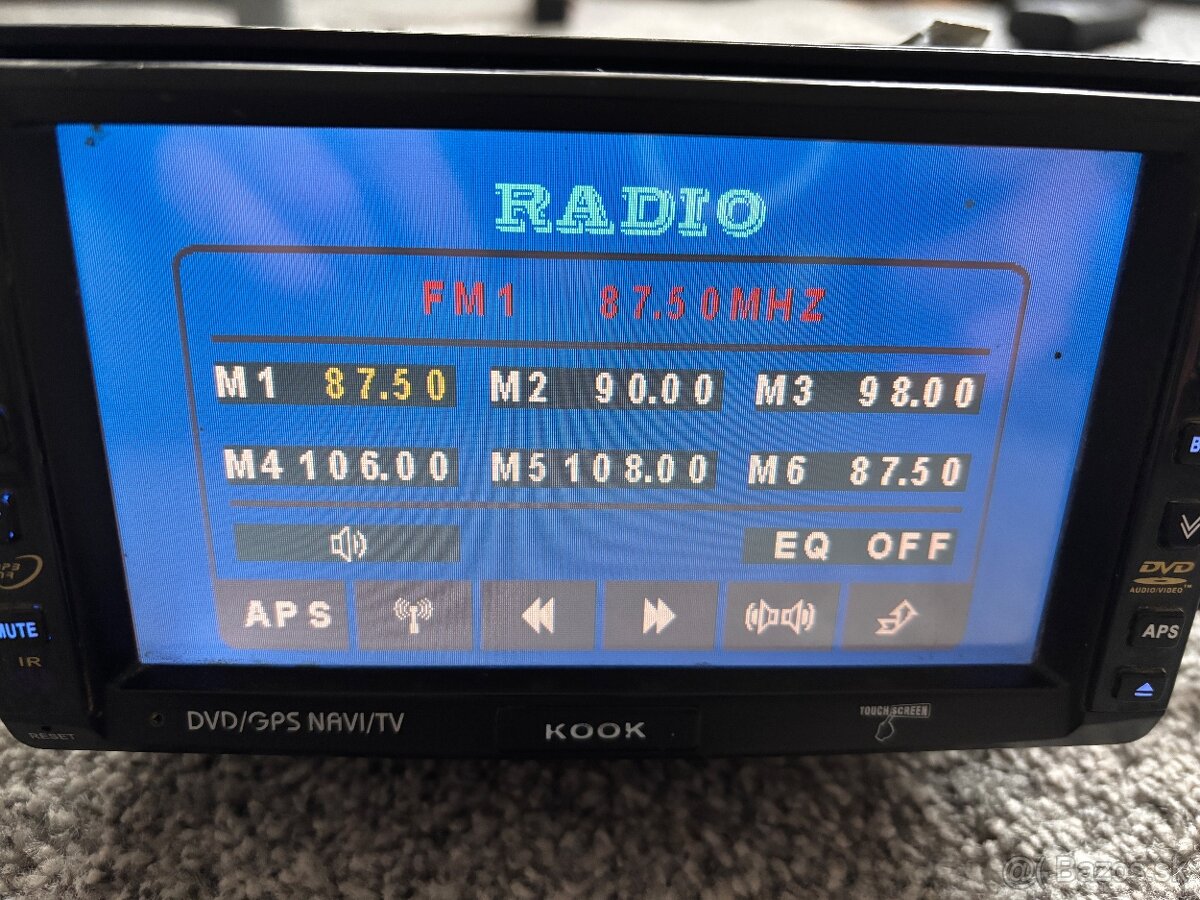 RADIO
FM1 87.50MHZ
M1 87.50 M2 90.00 M3 98.00
M4 106.00 M5 108.00 M6 87.50
EQ OFF
APS
MUTE
IR
RESET
DVD/GPS NAVI/TV
KOOK
TOUCH SCREEN
DVD
AUDIO/VIDEO
APS
Bazos.sk